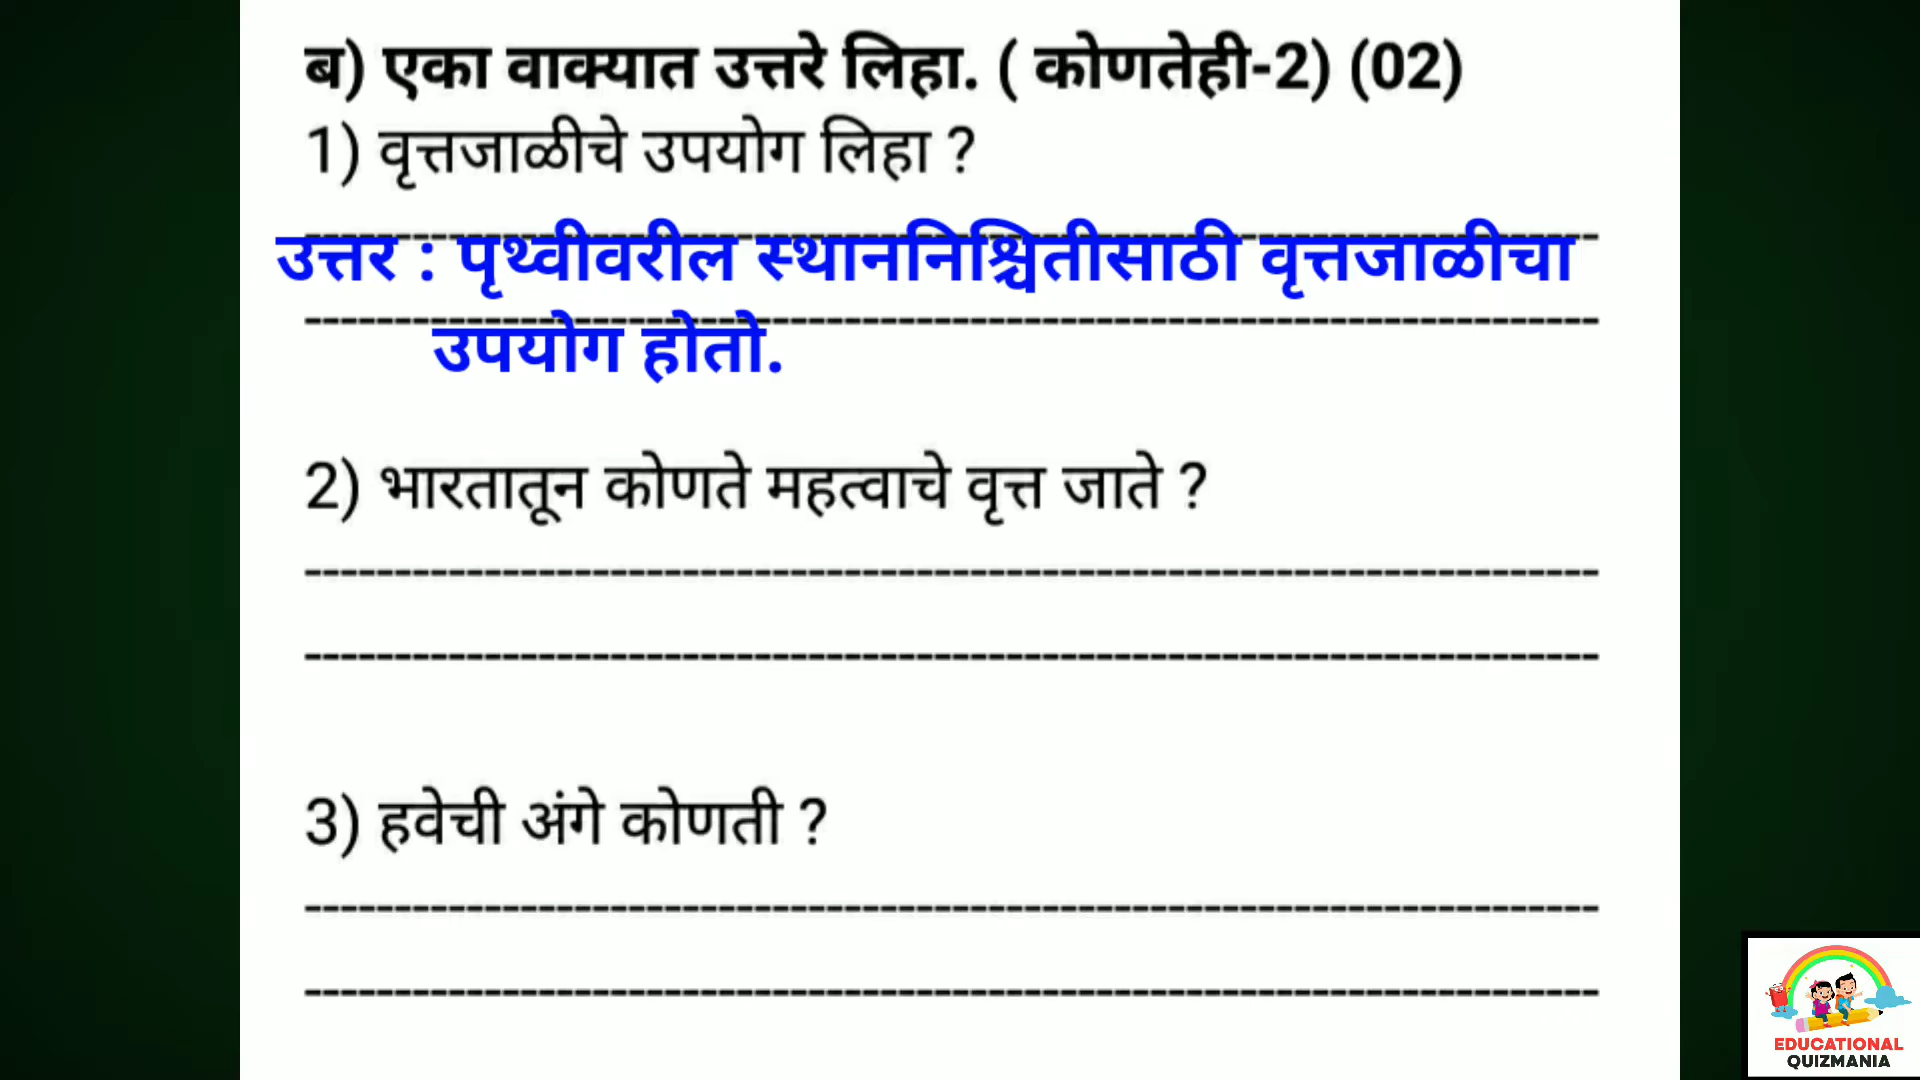 ब) एका वाक्यात उत्तरे लिहा. ( कोणतेही-2) (02)
1) वृत्तजाळीचे उपयोग लिहा ?
उत्तर : पृथ्वीवरील स्थाननिश्चितीसाठी वृत्तजाळीचा
उपयोग होतो.
2) भारतातून कोणते महत्वाचे वृत्त जाते ?
3) हवेची अंगे कोणती ?
EDUCATIONAL
QUIZMANIA